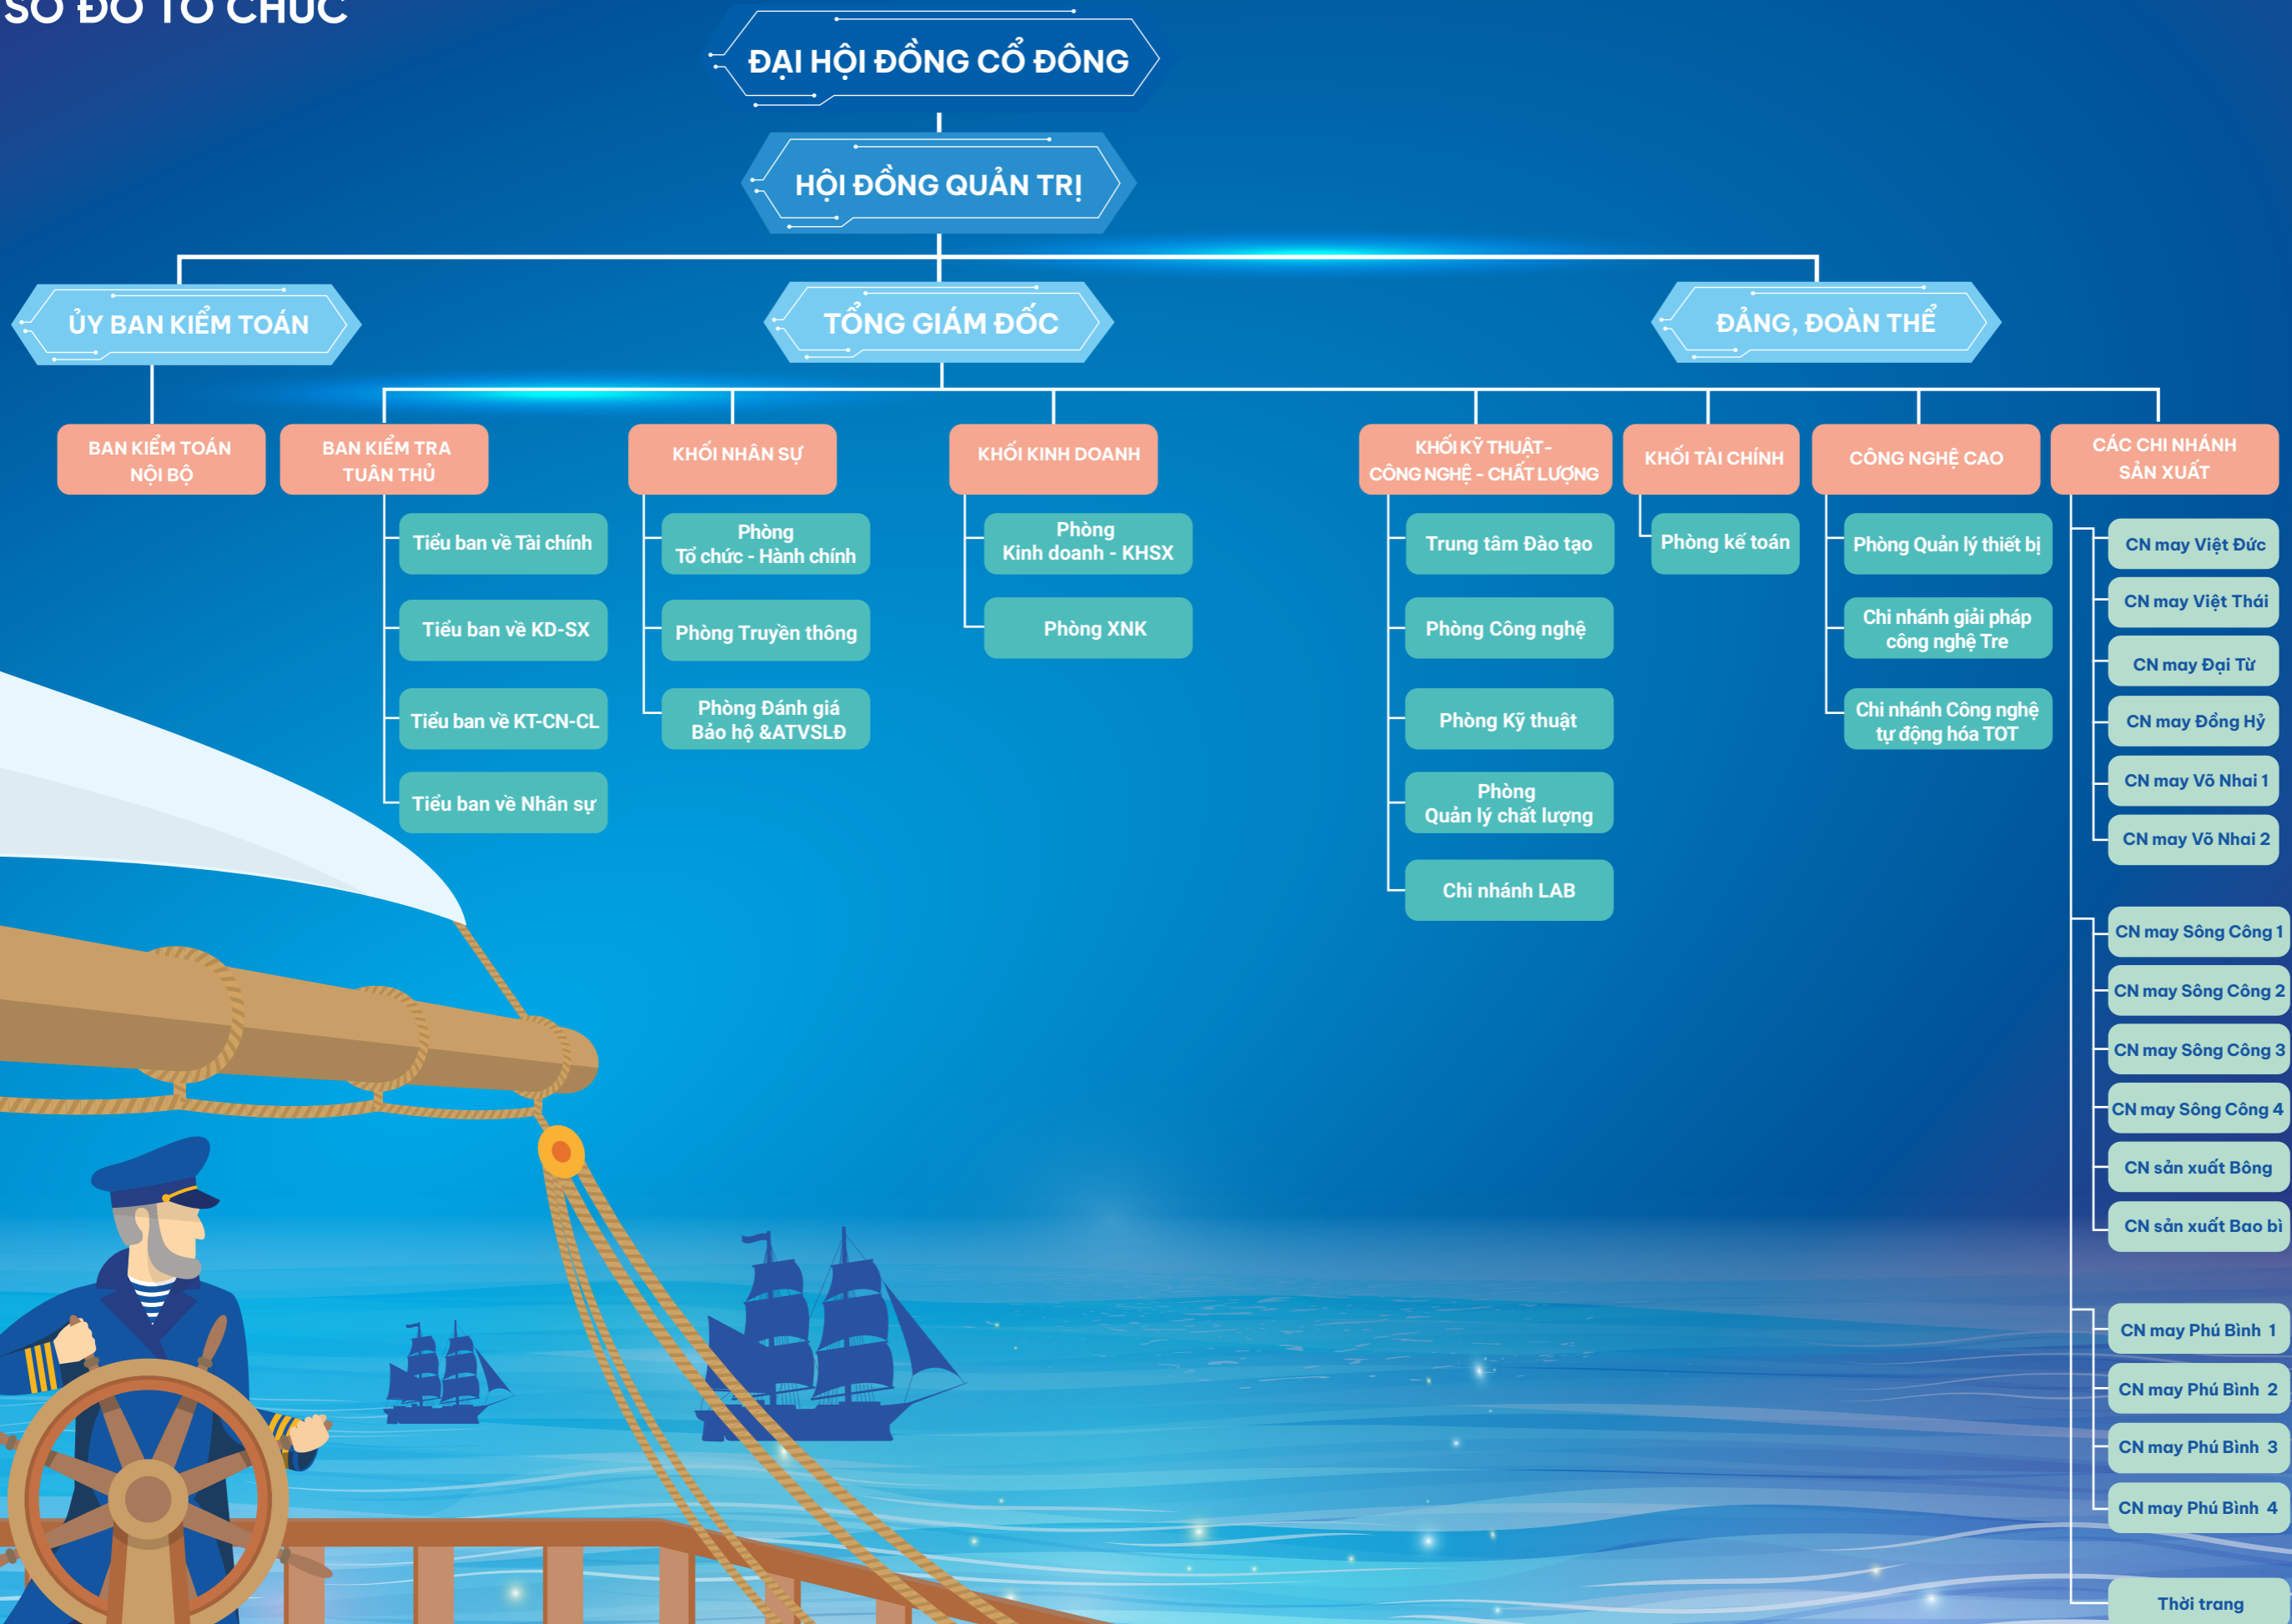 SƠ ĐỒ TỔ CHỨC
ĐẠI HỘI ĐỒNG CỔ ĐÔNG
HỘI ĐỒNG QUẢN TRỊ
ỦY BAN KIỂM TOÁN
TỔNG GIÁM ĐỐC
ĐẢNG, ĐOÀN THỂ
BAN KIỂM TOÁN
NỘI BỘ
BAN KIỂM TRA
TUÂN THỦ
Tiểu ban về Tài chính
Tiểu ban về KD-SX
Tiểu ban về KT-CN-CL
Tiểu ban về Nhân sự
KHỐI NHÂN SỰ
Phòng
Tổ chức - Hành chính
Phòng Truyền thông
Phòng Đánh giá
Bảo hộ &ATVSLĐ
KHỐI KINH DOANH
Phòng
Kinh doanh - KHSX
Phòng XNK
KHỐI KỸ THUẬT-
CÔNG NGHỆ - CHẤT LƯỢNG
Trung tâm Đào tạo
Phòng Công nghệ
Phòng Kỹ thuật
Phòng
Quản lý chất lượng
Chi nhánh LAB
KHỐI TÀI CHÍNH
Phòng kế toán
CÔNG NGHỆ CAO
Phòng Quản lý thiết bị
Chi nhánh giải pháp
công nghệ Tre
Chi nhánh Công nghệ
tự động hóa TOT
CÁC CHI NHÁNH
SẢN XUẤT
CN may Việt Đức
CN may Việt Thái
CN may Đại Từ
CN may Đồng Hỷ
CN may Võ Nhai 1
CN may Võ Nhai 2
CN may Sông Công 1
CN may Sông Công 2
CN may Sông Công 3
CN may Sông Công 4
CN sản xuất Bông
CN sản xuất Bao bì
CN may Phú Bình 1
CN may Phú Bình 2
CN may Phú Bình 3
CN may Phú Bình 4
Thời trang